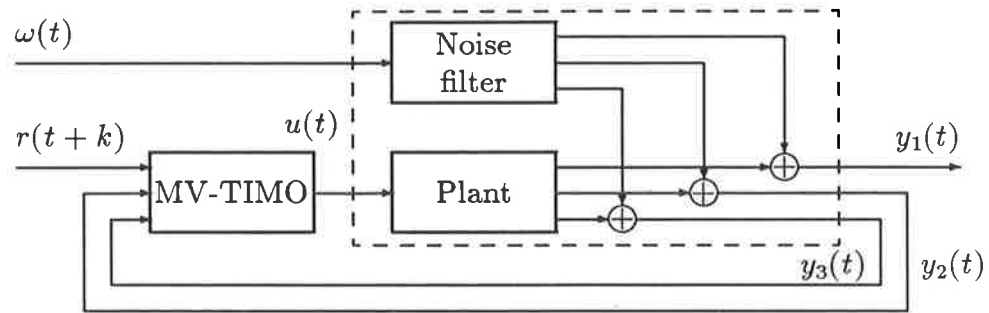 ω(t)
Noise
filter
r(t + k)
u(t)
y₁(t)
MV-TIMO
Plant
y₃(t)
y₂(t)